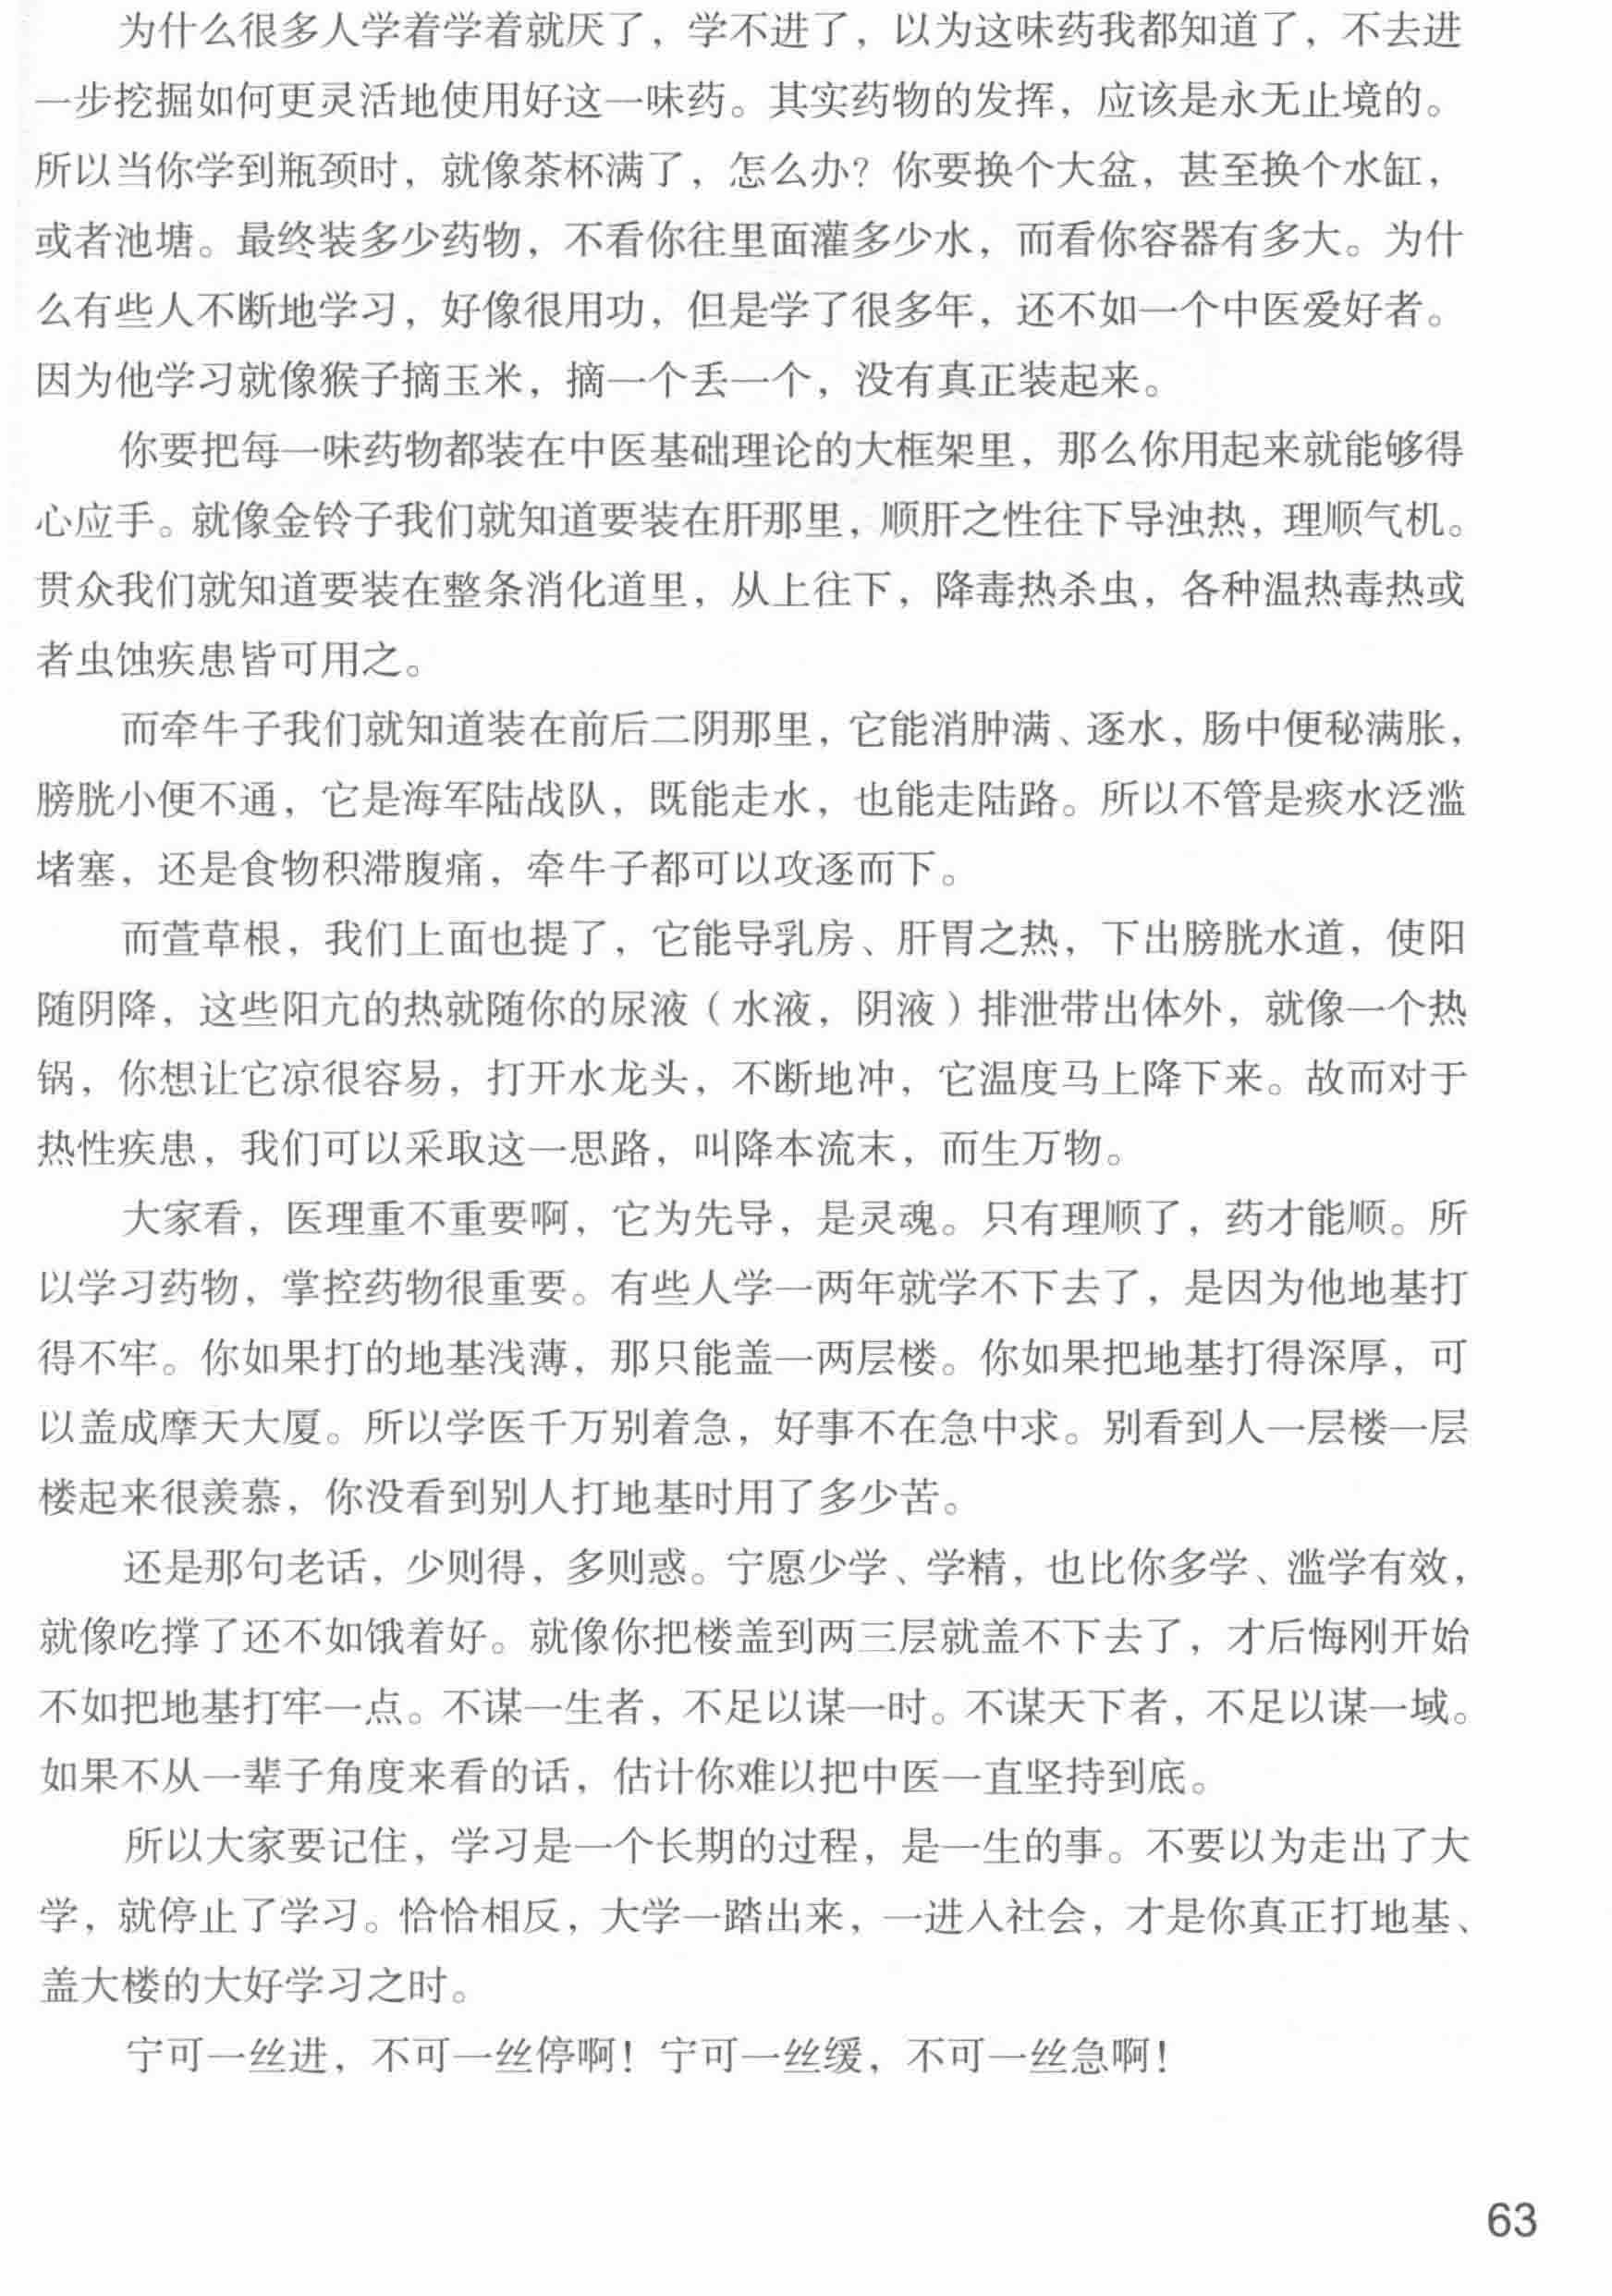 为什么很多人学着学着就厌了，学不进了，以为这味药我都知道了，不去进
一步挖掘如何更灵活地使用好这一味药。其实药物的发挥，应该是永无止境的。
所以当你学到瓶颈时，就像茶杯满了，怎么办？你要换个大盆，甚至换个水缸，
或者池塘。最终装多少药物，不看你往里面灌多少水，而看你容器有多大。为什
么有些人不断地学习，好像很用功，但是学了很多年，还不如一个中医爱好者。
因为他学习就像猴子摘玉米，摘一个丢一个，没有真正装起来。
你要把每一味药物都装在中医基础理论的大框架里，那么你用起来就能够得
心应手。就像金铃子我们就知道要装在肝那里，顺肝之性往下导浊热，理顺气机。
贯众我们就知道要装在整条消化道里，从上往下，降毒热杀虫，各种温热毒热或
者虫蚀疾患皆可用之。
而牵牛子我们就知道装在前后二阴那里，它能消肿满、逐水，肠中便秘满胀，
膀胱小便不通，它是海军陆战队，既能走水，也能走陆路。所以不管是痰水泛滥
堵塞，还是食物积滞腹痛，牵牛子都可以攻逐而下。
而萱草根，我们上面也提了，它能导乳房、肝胃之热，下出膀胱水道，使阳
随阴降，这些阳亢的热就随你的尿液（水液，阴液）排泄带出体外，就像一个热
锅，你想让它凉很容易，打开水龙头，不断地冲，它温度马上降下来。故而对于
热性疾患，我们可以采取这一思路，叫降本流末，而生万物。
大家看，医理重不重要啊，它为先导，是灵魂。只有理顺了，药才能顺。所
以学习药物，掌控药物很重要。有些人学一两年就学不下去了，是因为他地基打
得不牢。你如果打的地基浅薄，那只能盖一两层楼。你如果把地基打得深厚，可
以盖成摩天大厦。所以学医千万别着急，好事不在急中求。别看到人一层楼一层
楼起来很羡慕，你没看到别人打地基时用了多少苦。
还是那句老话，少则得，多则惑。宁愿少学、学精，也比你多学、滥学有效，
就像吃撑了还不如饿着好。就像你把楼盖到两三层就盖不下去了，才后悔刚开始
不如把地基打牢一点。不谋一生者，不足以谋一时。不谋天下者，不足以谋一域。
如果不从一辈子角度来看的话，估计你难以把中医一直坚持到底。
所以大家要记住，学习是一个长期的过程，是一生的事。不要以为走出了大
学，就停止了学习。恰恰相反，大学一踏出来，一进入社会，才是你真正打地基、
盖大楼的大好学习之时。
宁可一丝进，不可一丝停啊！宁可一丝缓，不可一丝急啊！
63